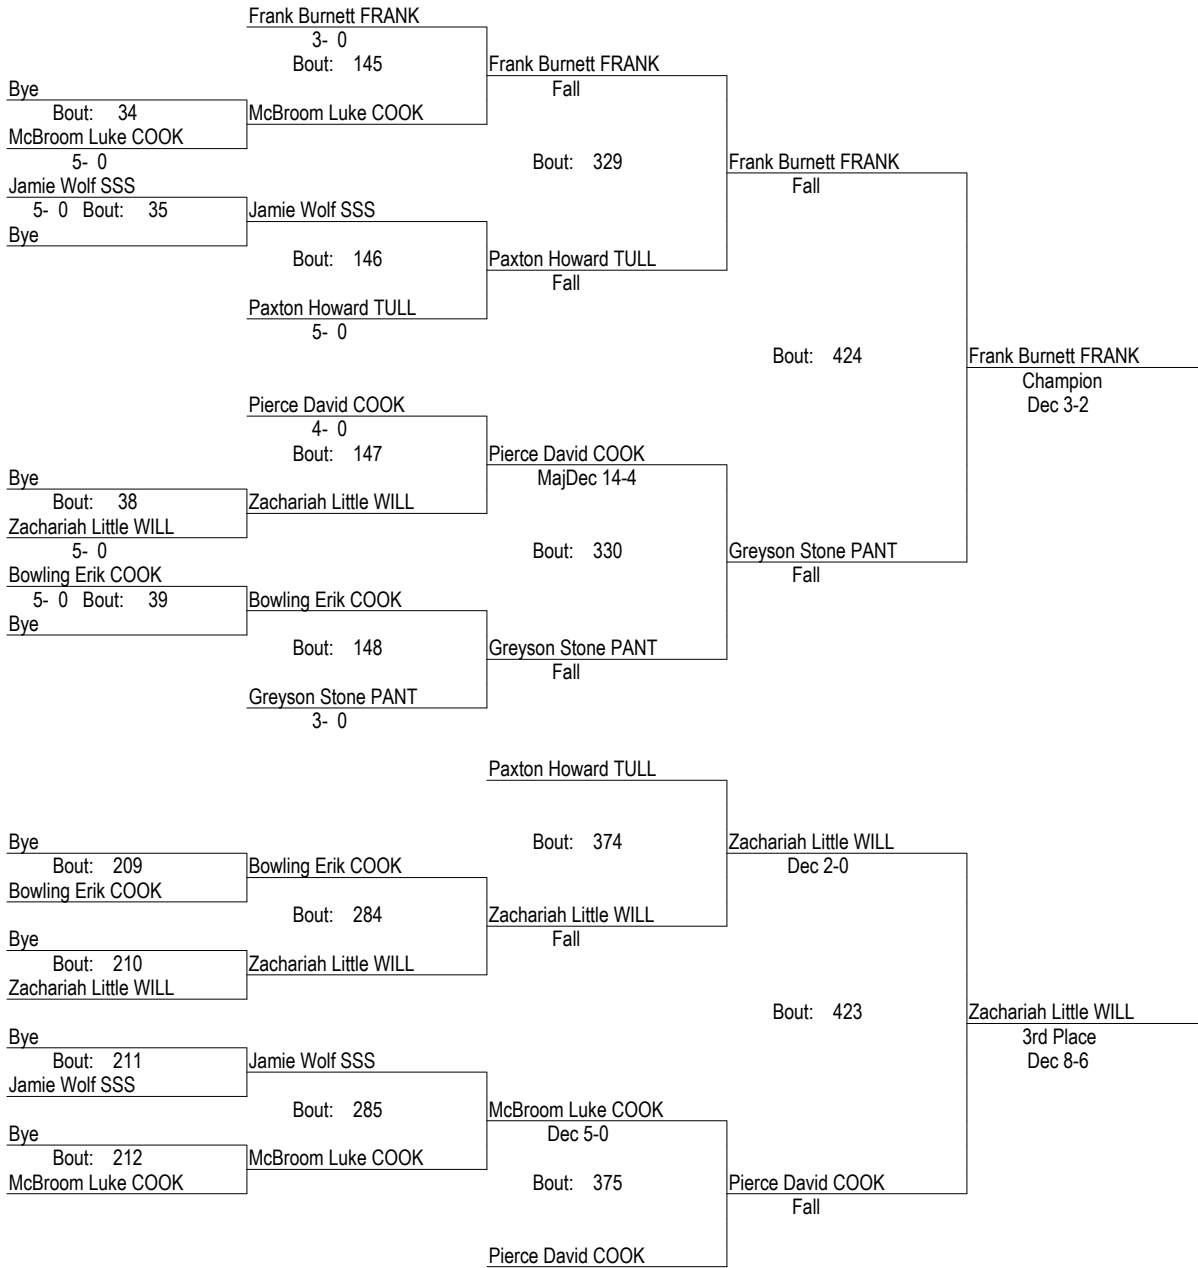 Frank Burnett FRANK
3- 0
Bout: 145
Frank Burnett FRANK
Fall
Bye
Bout: 34
McBroom Luke COOK
McBroom Luke COOK
5- 0
Bout: 329
Frank Burnett FRANK
Fall
Jamie Wolf SSS
5- 0 Bout: 35
Jamie Wolf SSS
Bye
Bout: 146
Paxton Howard TULL
Fall
Paxton Howard TULL
5- 0
Bout: 424
Frank Burnett FRANK
Champion
Dec 3-2
Pierce David COOK
4- 0
Bout: 147
Pierce David COOK
MajDec 14-4
Bye
Bout: 38
Zachariah Little WILL
Zachariah Little WILL
5- 0
Bout: 330
Greyson Stone PANT
Fall
Bowling Erik COOK
5- 0 Bout: 39
Bowling Erik COOK
Bye
Bout: 148
Greyson Stone PANT
Fall
Greyson Stone PANT
3- 0
Paxton Howard TULL
Bye
Bout: 209
Bowling Erik COOK
Bowling Erik COOK
Bout: 374
Zachariah Little WILL
Dec 2-0
Bout: 284
Zachariah Little WILL
Fall
Bye
Bout: 210
Zachariah Little WILL
Zachariah Little WILL
Bout: 423
Zachariah Little WILL
3rd Place
Dec 8-6
Bye
Bout: 211
Jamie Wolf SSS
Jamie Wolf SSS
Bout: 285
McBroom Luke COOK
Dec 5-0
Bye
Bout: 212
McBroom Luke COOK
McBroom Luke COOK
Bout: 375
Pierce David COOK
Fall
Pierce David COOK